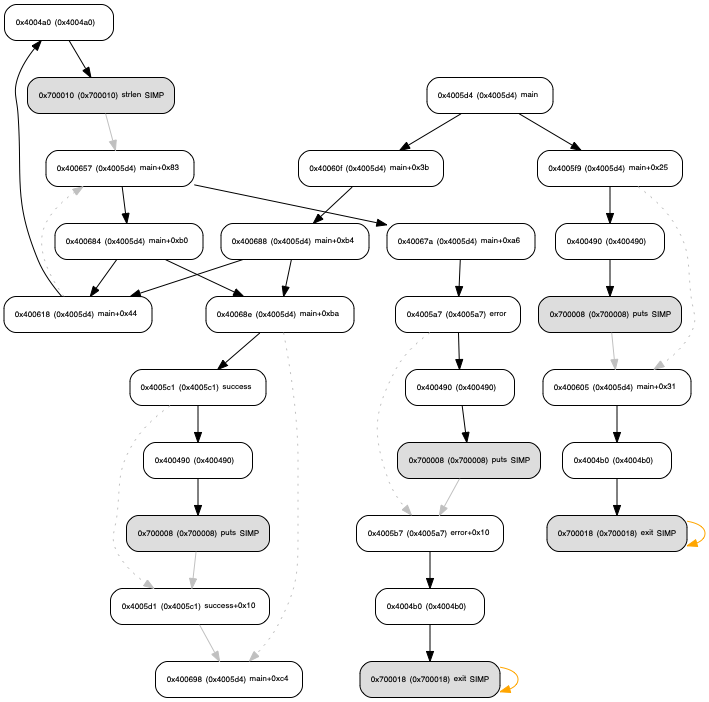 0x4004a0 (0x4004a0)
0x700010 (0x700010) strlen SIMP
0x4005d4 (0x4005d4) main
0x400657 (0x4005d4) main+0x83
0x40060f (0x4005d4) main+0x3b
0x4005f9 (0x4005d4) main+0x25
0x400684 (0x4005d4) main+0xb0
0x400688 (0x4005d4) main+0xb4
0x40067a (0x4005d4) main+0xa6
0x400490 (0x400490)
0x400618 (0x4005d4) main+0x44
0x40068e (0x4005d4) main+0xba
0x4005a7 (0x4005a7) error
0x700008 (0x700008) puts SIMP
0x4005c1 (0x4005c1) success
0x400490 (0x400490)
0x400605 (0x4005d4) main+0x31
0x400490 (0x400490)
0x700008 (0x700008) puts SIMP
0x4004b0 (0x4004b0)
0x700008 (0x700008) puts SIMP
0x4005b7 (0x4005a7) error+0x10
0x700018 (0x700018) exit SIMP
0x4005d1 (0x4005c1) success+0x10
0x4004b0 (0x4004b0)
0x400698 (0x4005d4) main+0xc4
0x700018 (0x700018) exit SIMP